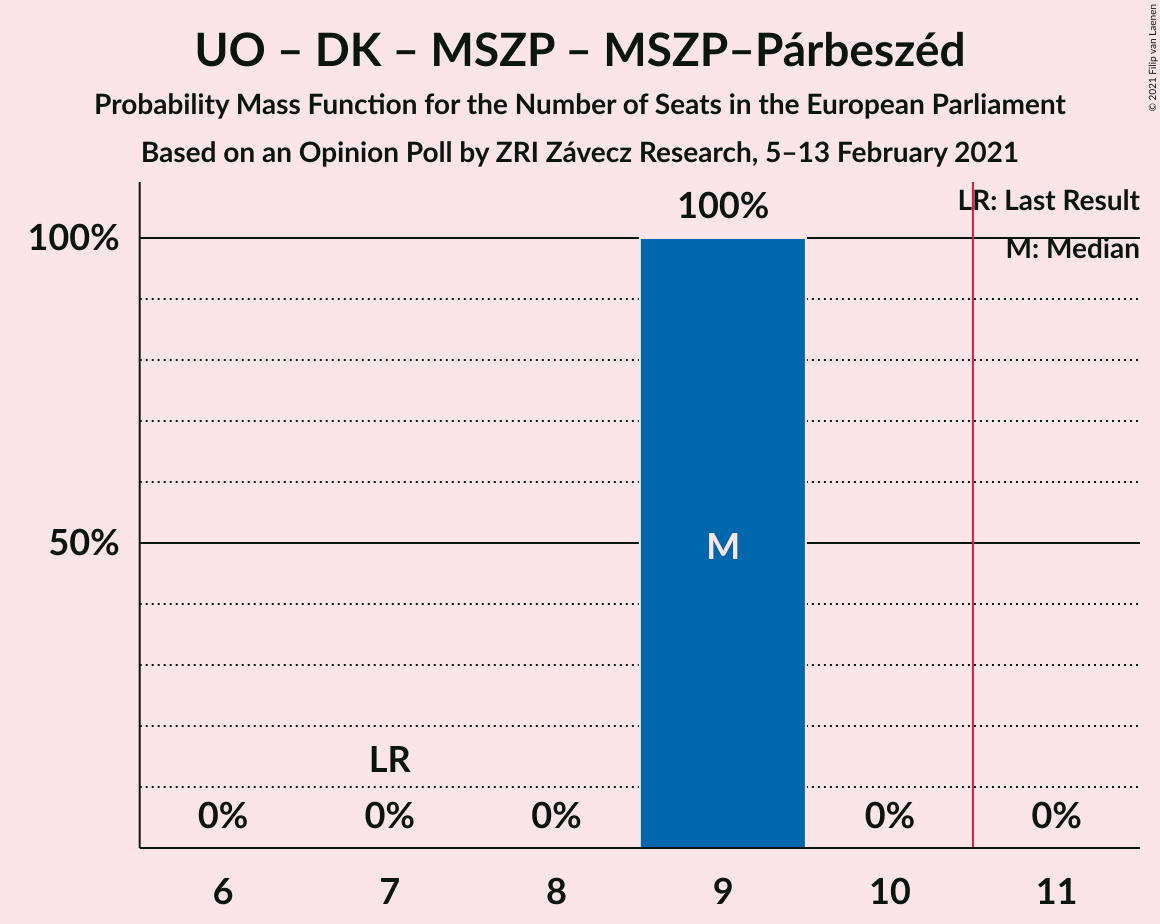 UO – DK – MSZP – MSZP–Párbeszéd
Probability Mass Function for the Number of Seats in the European Parliament
Based on an Opinion Poll by ZRI Závecz Research, 5–13 February 2021
© 2021 Filip van Laenen
LR: Last Result
M: Median
100%
100%
50%
M
LR
0%
0%
0%
0%
0%
6
7
8
9
10
11